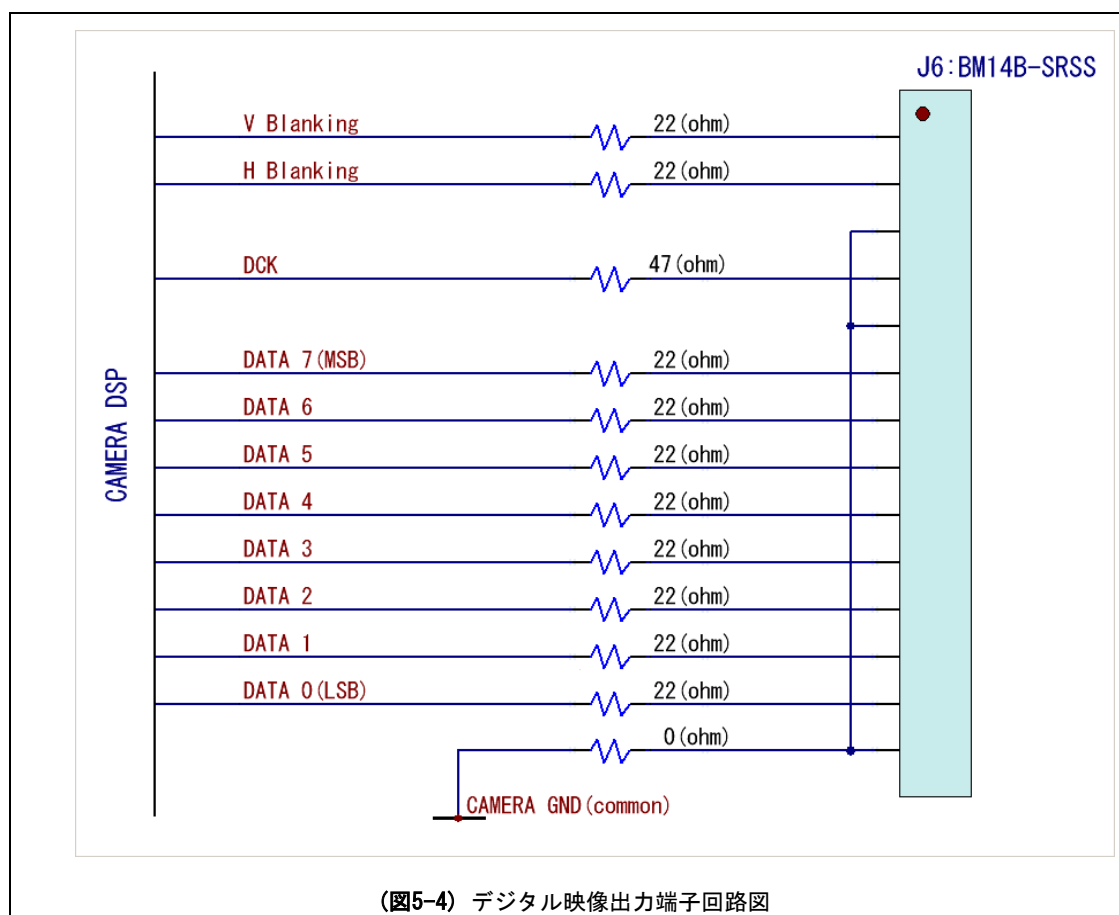 J6:BM14B-SRSS
V Blanking 22(ohm)
H Blanking 22(ohm)
DCK 47(ohm)
DATA 7(MSB) 22(ohm)
DATA 6 22(ohm)
DATA 5 22(ohm)
DATA 4 22(ohm)
DATA 3 22(ohm)
DATA 2 22(ohm)
DATA 1 22(ohm)
DATA 0(LSB) 22(ohm)
0(ohm)
CAMERA GND(common)
CAMERA DSP
(図5-4) デジタル映像出力端子回路図